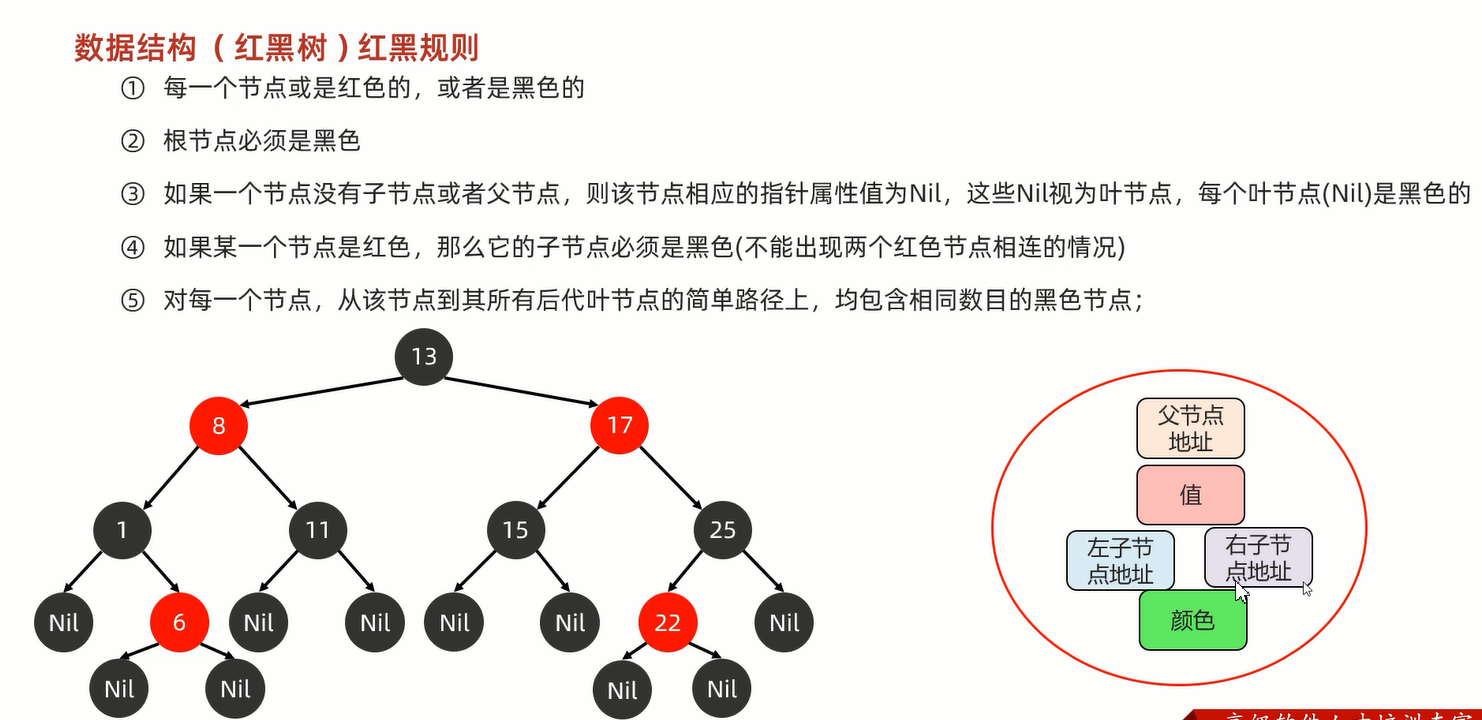 数据结构（红黑树）红黑规则
① 每一个节点或是红色的，或者是黑色的
② 根节点必须是黑色
③ 如果一个节点没有子节点或者父节点，则该节点相应的指针属性值为Nil，这些Nil视为叶节点，每个叶节点(Nil)是黑色的
④ 如果某一个节点是红色，那么它的子节点必须是黑色(不能出现两个红色节点相连的情况)
⑤ 对每一个节点，从该节点到其所有后代叶节点的简单路径上，均包含相同数目的黑色节点；
13
8
17
1
11
15
25
Nil
6
Nil
Nil
Nil
Nil
22
Nil
Nil
Nil
Nil
Nil
父节点
地址
值
左子节
点地址
右子节
点地址
颜色